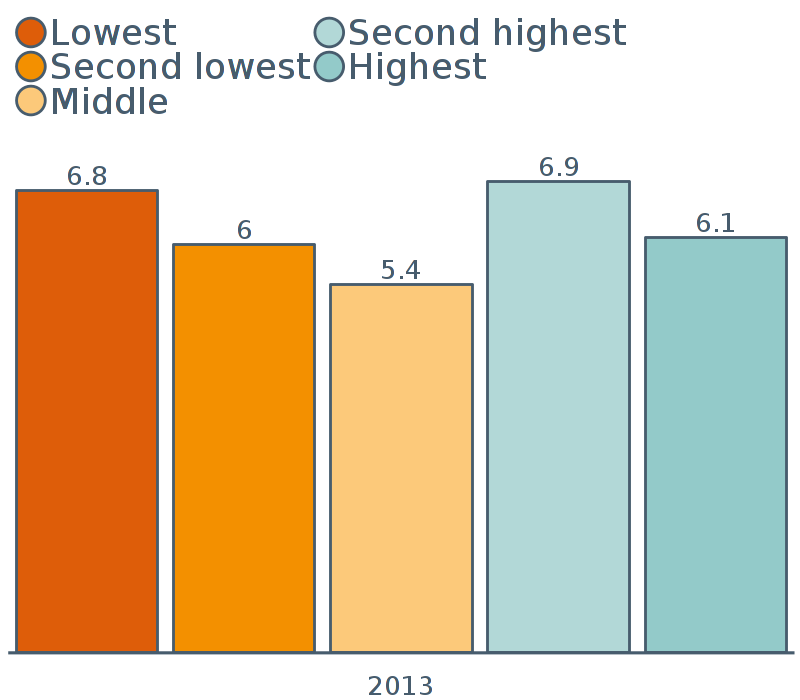 Lowest
Second lowest
Middle
Second highest
Highest
6.8
6
5.4
6.9
6.1
2013